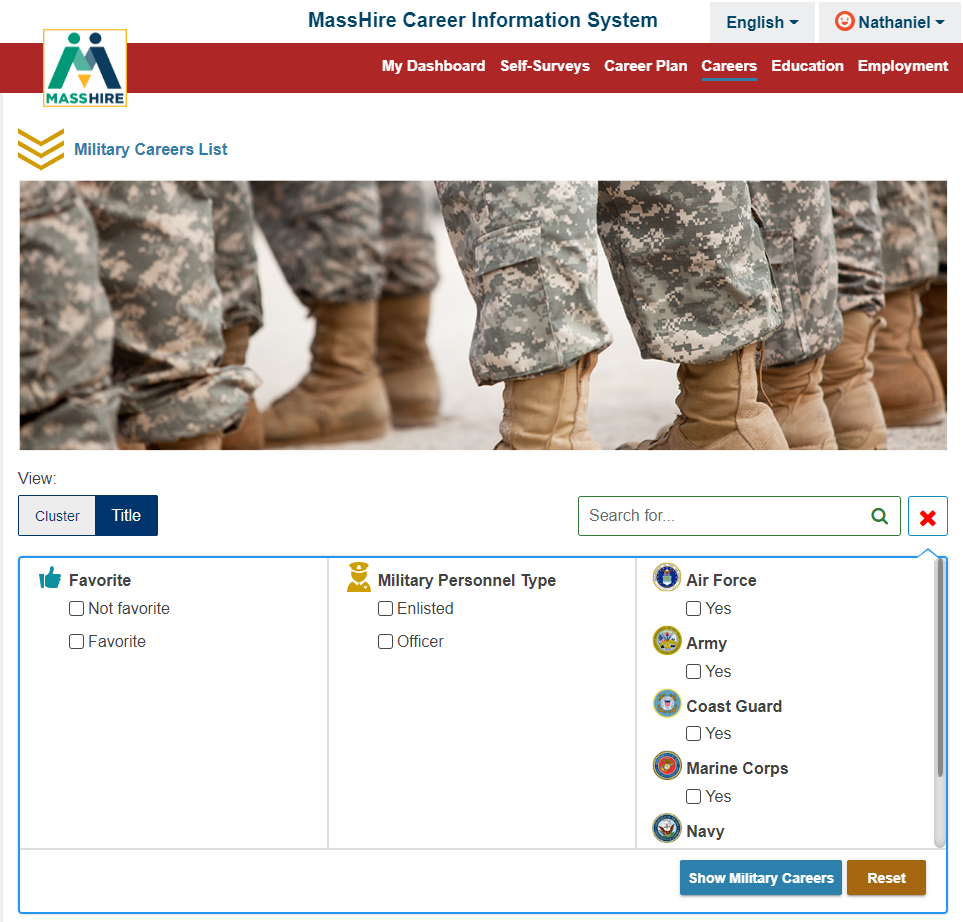 MassHire Career Information System
English
Nathaniel
MASSHIRE
My Dashboard Self-Surveys Career Plan Careers Education Employment
Military Careers List
View:
Cluster Title
Search for...
Favorite
Not favorite
Favorite
Military Personnel Type
Enlisted
Officer
Air Force
Yes
Army
Yes
Coast Guard
Yes
Marine Corps
Yes
Navy
Show Military Careers Reset